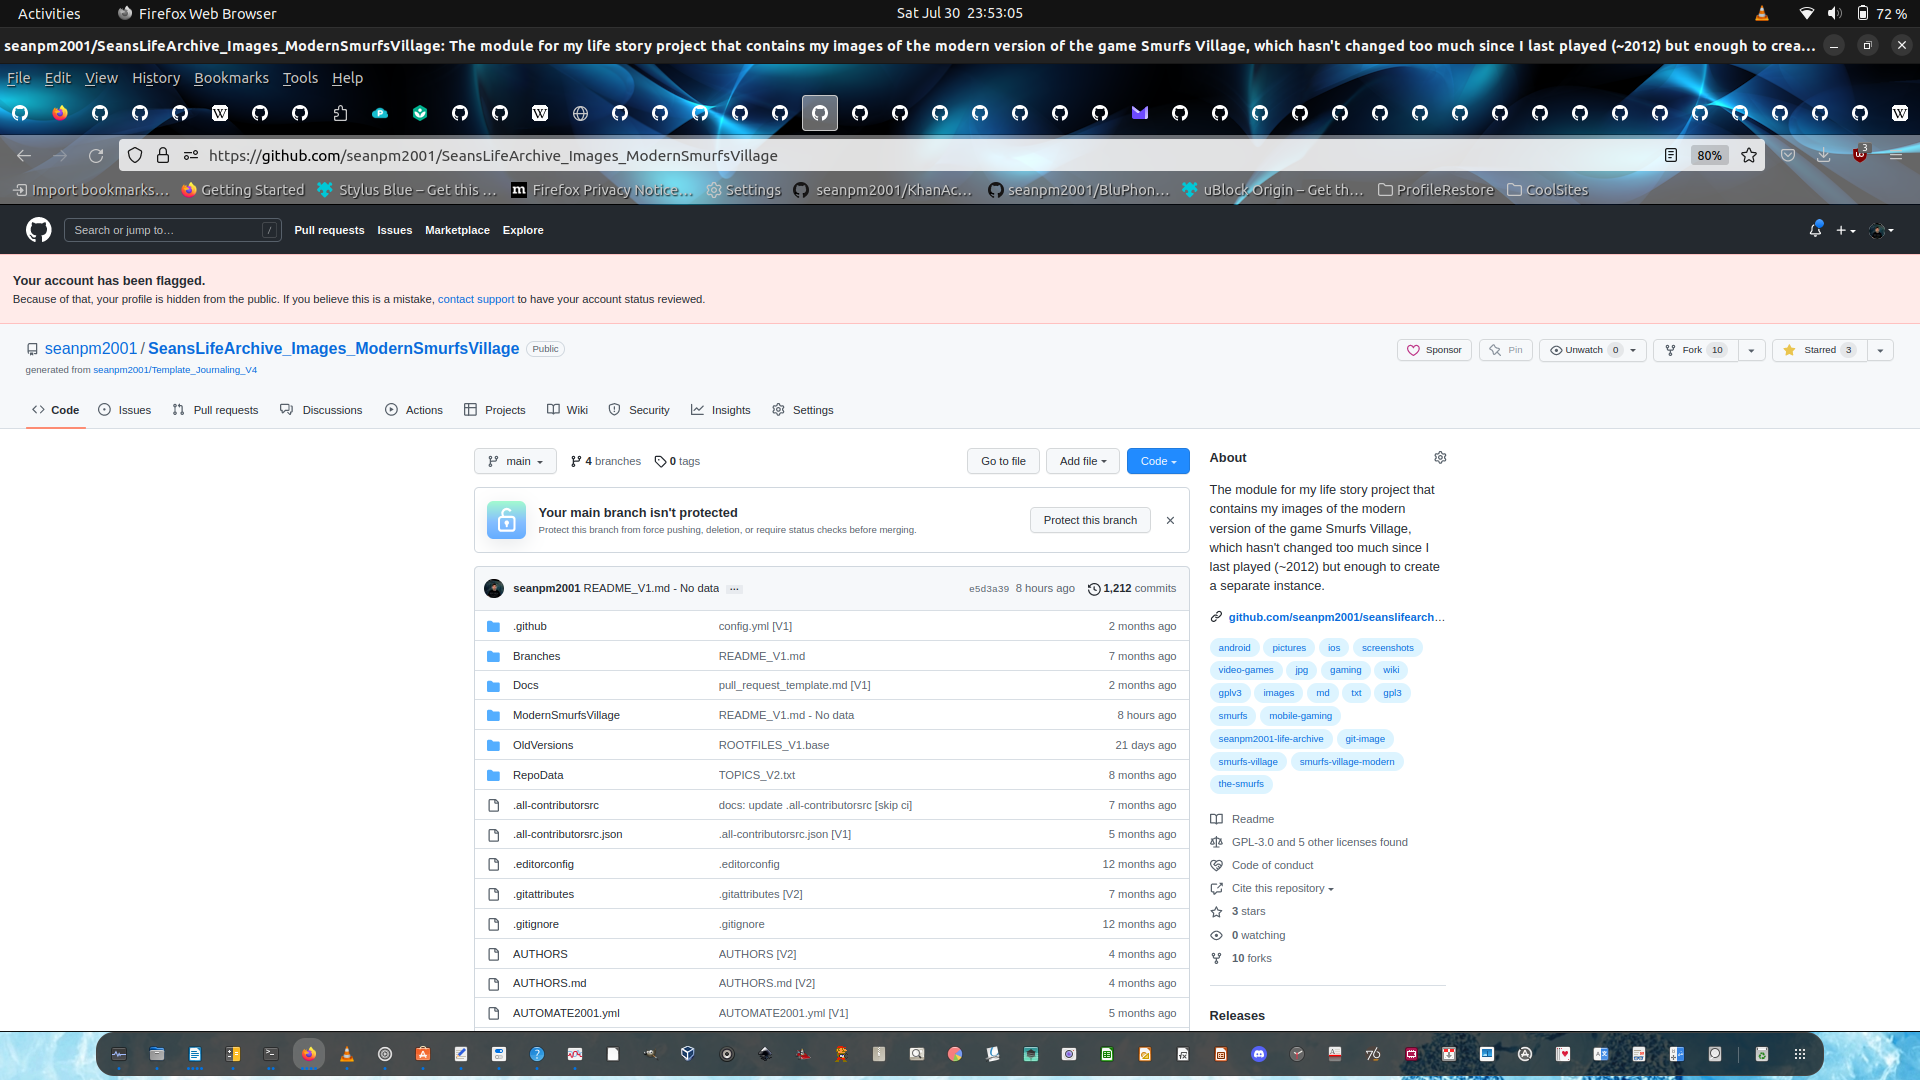 Activities
Firefox Web Browser
Sat Jul 30 23:53:05
72 %
seanpm2001/SeansLifeArchive_Images_ModernSmurfsVillage: The module for my life story project that contains my images of the modern version of the game Smurfs Village, which hasn't changed too much since I last played (~2012) but enough to crea…
File Edit View History Bookmarks Tools Help
https://github.com/seanpm2001/SeansLifeArchive_Images_ModernSmurfsVillage
80%
3
Import bookmarks… Getting Started Stylus Blue – Get this … Firefox Privacy Notice… Settings seanpm2001/KhanAc… seanpm2001/BluPhon… uBlock Origin – Get th… ProfileRestore CoolSites
Search or jump to… /
Pull requests Issues Marketplace Explore
Your account has been flagged.
Because of that, your profile is hidden from the public. If you believe this is a mistake, contact support to have your account status reviewed.
seanpm2001 / SeansLifeArchive_Images_ModernSmurfsVillage Public
generated from seanpm2001/Template_Journaling_V4
Sponsor Pin Unwatch 0 Fork 10 Starred 3
Code Issues Pull requests Discussions Actions Projects Wiki Security Insights Settings
main 4 branches 0 tags
Go to file Add file Code
Your main branch isn't protected
Protect this branch from force pushing, deletion, or require status checks before merging.
Protect this branch
seanpm2001 README_V1.md - No data … e5d3a39 8 hours ago 1,212 commits
.github config.yml [V1] 2 months ago
Branches README_V1.md 7 months ago
Docs pull_request_template.md [V1] 2 months ago
ModernSmurfsVillage README_V1.md - No data 8 hours ago
OldVersions ROOTFILES_V1.base 21 days ago
RepoData TOPICS_V2.txt 8 months ago
.all-contributorsrc docs: update .all-contributorsrc [skip ci] 7 months ago
.all-contributorsrc.json .all-contributorsrc.json [V1] 5 months ago
.editorconfig .editorconfig 12 months ago
.gitattributes .gitattributes [V2] 7 months ago
.gitignore .gitignore 12 months ago
AUTHORS AUTHORS [V2] 4 months ago
AUTHORS.md AUTHORS.md [V2] 4 months ago
AUTOMATE2001.yml AUTOMATE2001.yml [V1] 5 months ago
About
The module for my life story project that
contains my images of the modern
version of the game Smurfs Village,
which hasn't changed too much since I
last played (~2012) but enough to create
a separate instance.
github.com/seanpm2001/seanslifearch…
android pictures ios screenshots
video-games jpg gaming wiki
gplv3 images md txt gpl3
smurfs mobile-gaming
seanpm2001-life-archive git-image
smurfs-village smurfs-village-modern
the-smurfs
Readme
GPL-3.0 and 5 other licenses found
Code of conduct
Cite this repository
3 stars
0 watching
10 forks
Releases